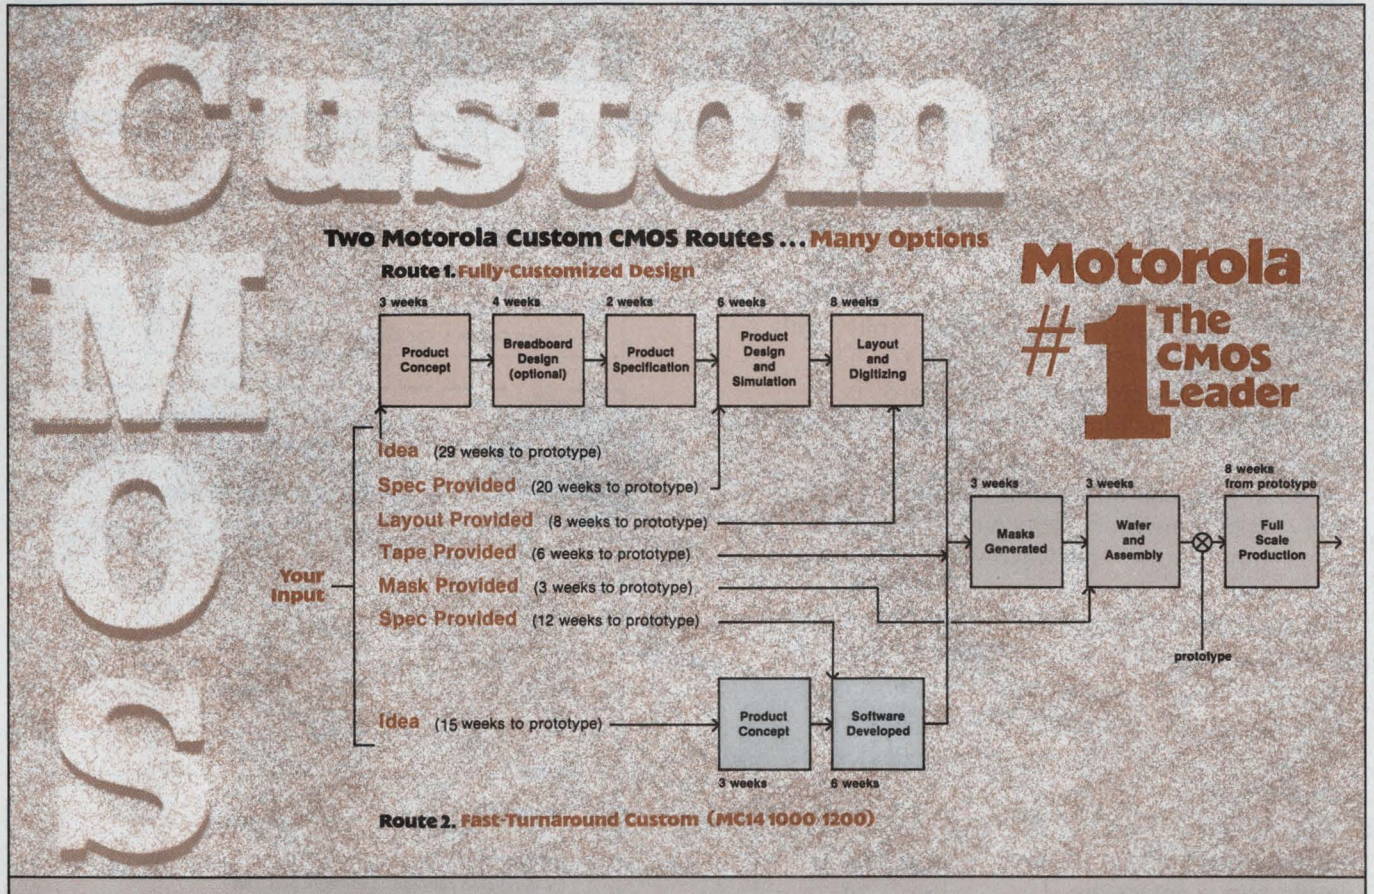 Custom
CMOS
Two Motorola Custom CMOS Routes...Many Options
Route 1. Fully-Customized Design
3 weeks
4 weeks
2 weeks
6 weeks
8 weeks
Product
Concept
Breadboard
Design
(optional)
Product
Specification
Product
Design
and
Simulation
Layout
and
Digitizing
Motorola
#1 The
CMOS
Leader
Your
Input
Idea (29 weeks to prototype)
Spec Provided (20 weeks to prototype)
Layout Provided (8 weeks to prototype)
Tape Provided (6 weeks to prototype)
Mask Provided (3 weeks to prototype)
Spec Provided (12 weeks to prototype)
Idea (15 weeks to prototype)
3 weeks
Masks
Generated
3 weeks
Wafer
and
Assembly
8 weeks
from prototype
Full
Scale
Production
prototype
Product
Concept
3 weeks
Software
Developed
6 weeks
Route 2. Fast-Turnaround Custom (MC14 1000/1200)